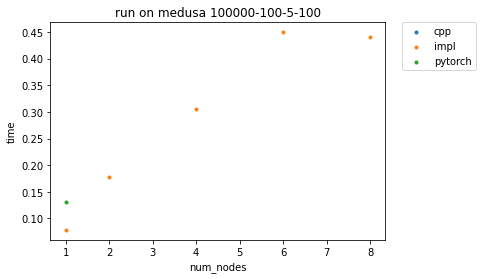 run on medusa 100000-100-5-100
cpp
impl
pytorch
0.45
0.40
0.35
0.30
0.25
0.20
0.15
0.10
time
1 2 3 4 5 6 7 8
num_nodes